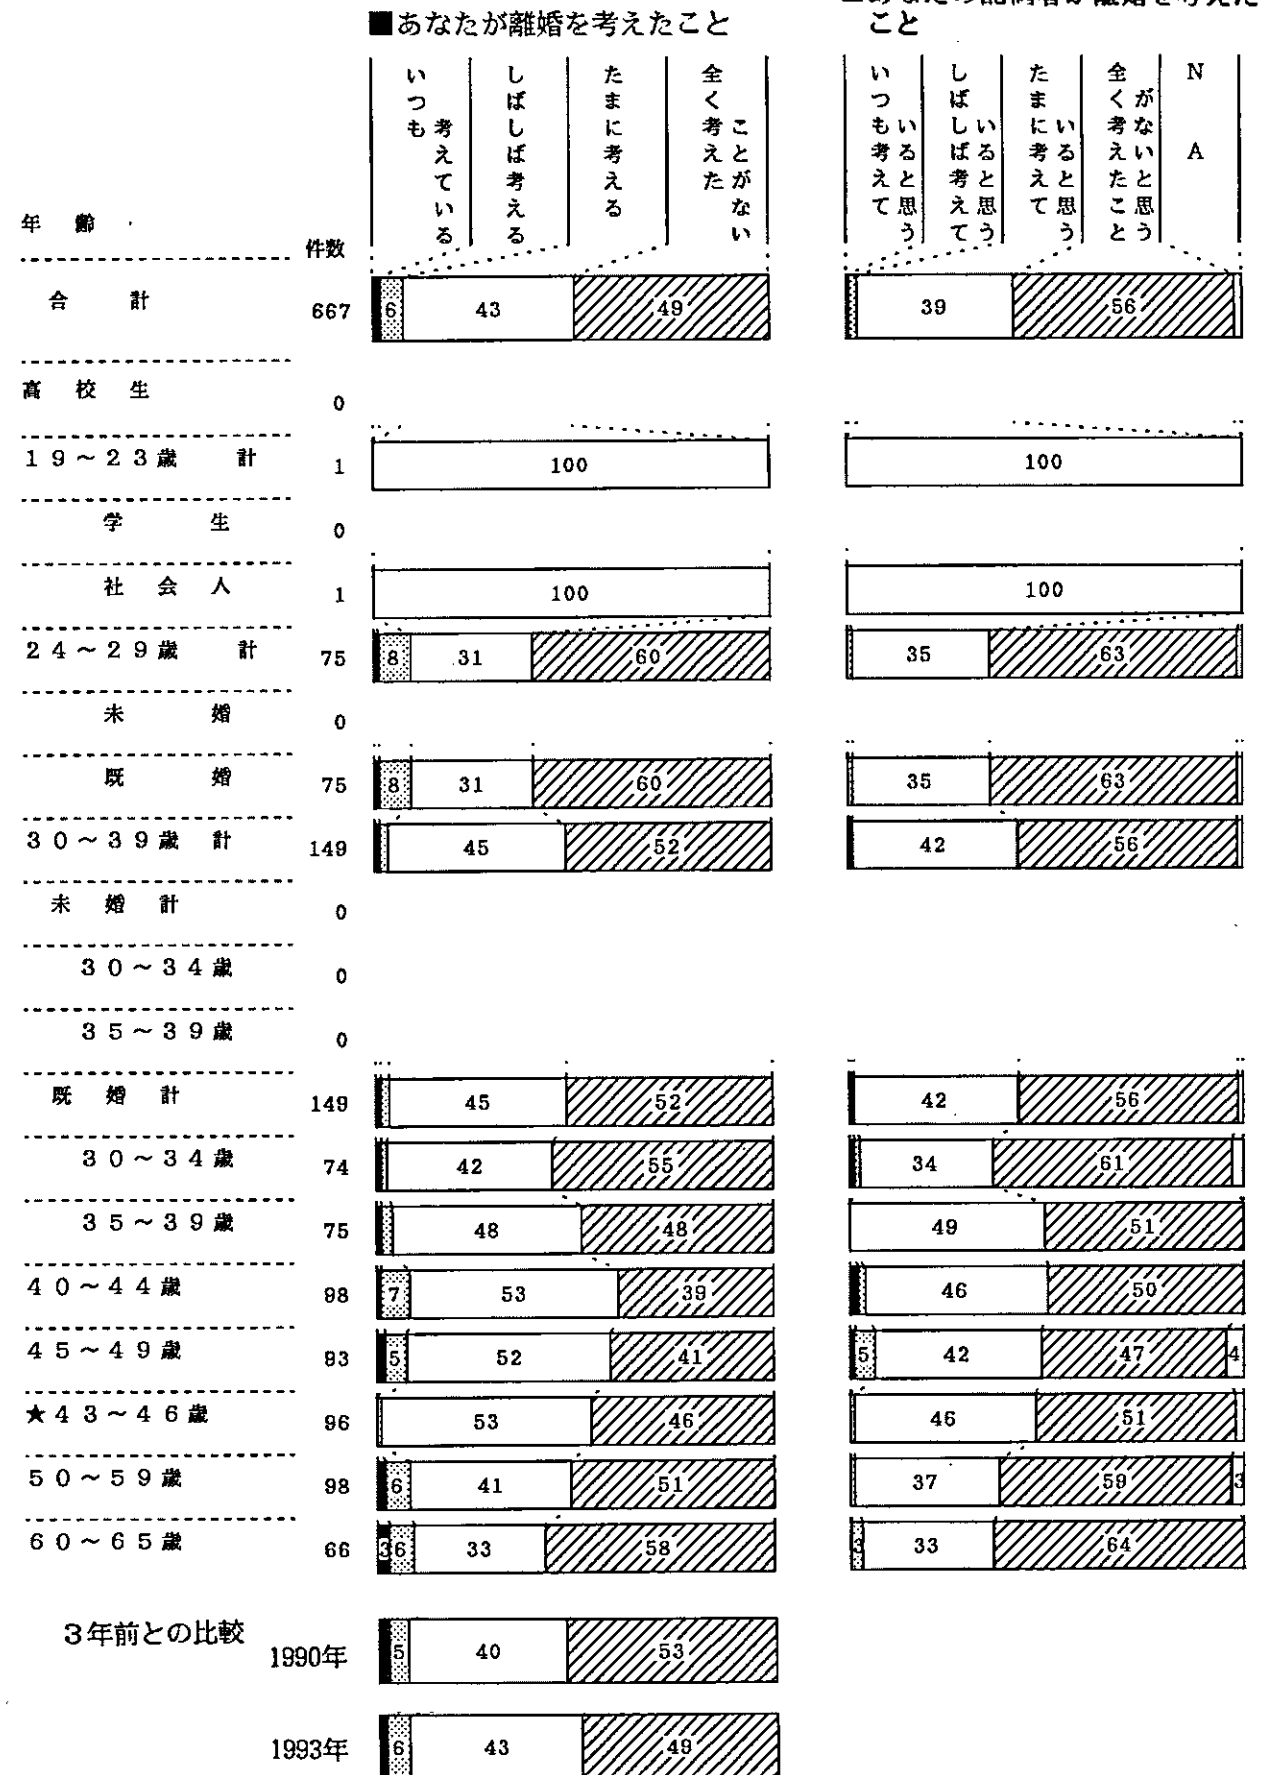 ■あなたが離婚を考えたこと
こと
いつも考えている
しばしば考える
たまに考える
全く考えたことがない
いつも考えていると思う
しばしば考えていると思う
たまに考えていると思う
全く考えたことがないと思う
NA
年齢
件数
合計 667 6 43 49 39 56
高校生 0
19～23歳 計 1 100 100
学生 0
社会人 1 100 100
24～29歳 計 75 8 31 60 35 63
未婚 0
既婚 75 8 31 60 35 63
30～39歳 計 149 45 52 42 56
未婚計 0
30～34歳 0
35～39歳 0
既婚計 149 45 52 42 56
30～34歳 74 42 55 34 61
35～39歳 75 48 48 49 51
40～44歳 98 7 53 39 46 50
45～49歳 83 5 52 41 5 42 47 4
★43～46歳 96 53 46 46 51
50～59歳 98 6 41 51 37 59 3
60～65歳 66 3 6 33 58 3 33 64
3年前との比較
1990年 5 40 53
1993年 6 43 49